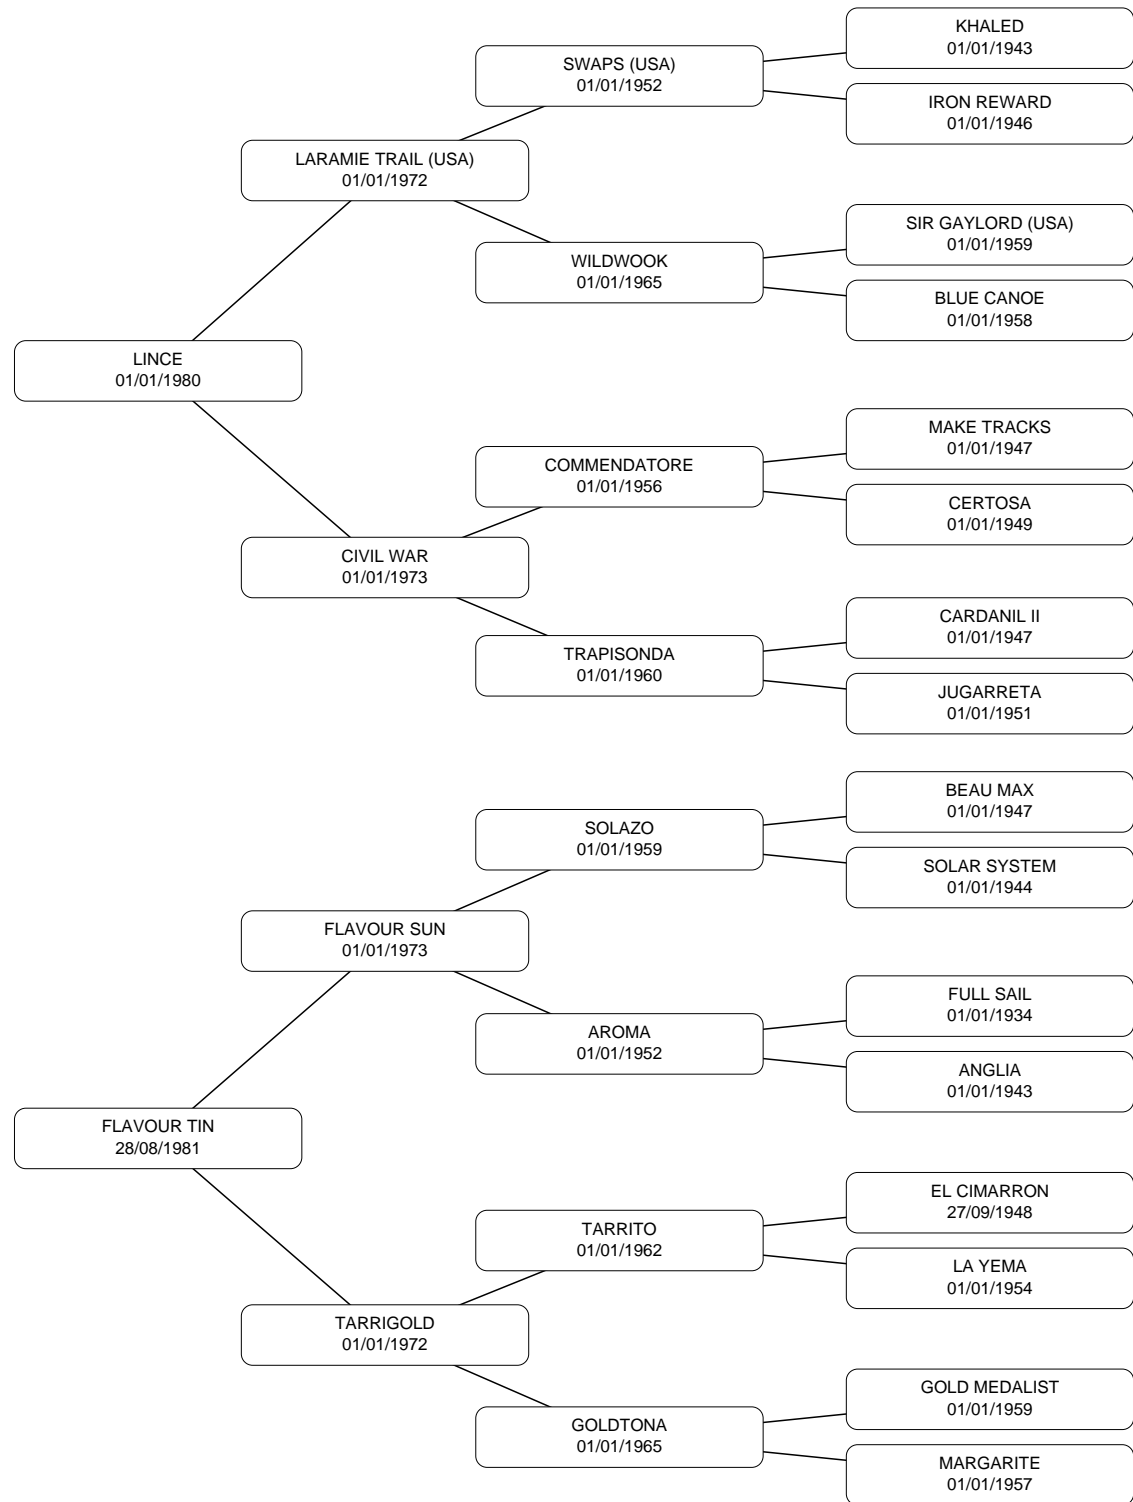 KHALED
01/01/1943
SWAPS (USA)
01/01/1952
IRON REWARD
01/01/1946
LARAMIE TRAIL (USA)
01/01/1972
SIR GAYLORD (USA)
01/01/1959
WILDWOOK
01/01/1965
BLUE CANOE
01/01/1958
LINCE
01/01/1980
MAKE TRACKS
01/01/1947
COMMENDATORE
01/01/1956
CERTOSA
01/01/1949
CIVIL WAR
01/01/1973
CARDANIL II
01/01/1947
TRAPISONDA
01/01/1960
JUGARRETA
01/01/1951
BEAU MAX
01/01/1947
SOLAZO
01/01/1959
SOLAR SYSTEM
01/01/1944
FLAVOUR SUN
01/01/1973
FULL SAIL
01/01/1934
AROMA
01/01/1952
ANGLIA
01/01/1943
FLAVOUR TIN
28/08/1981
EL CIMARRON
27/09/1948
TARRITO
01/01/1962
LA YEMA
01/01/1954
TARRIGOLD
01/01/1972
GOLD MEDALIST
01/01/1959
GOLDTONA
01/01/1965
MARGARITE
01/01/1957